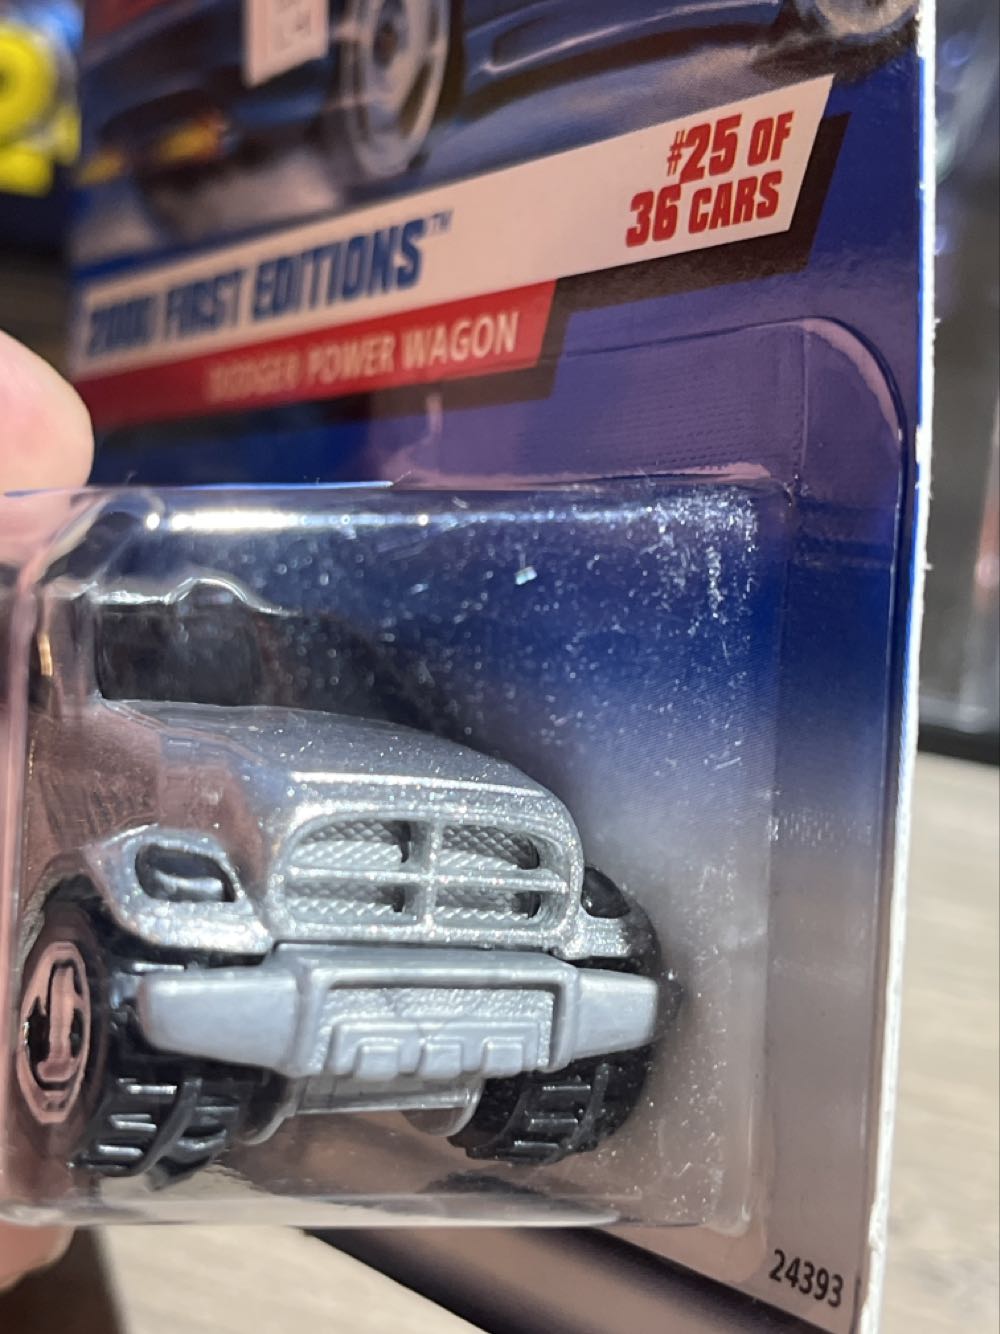 #25 OF
36 CARS
2000 FIRST EDITIONS™
DODGE® POWER WAGON
24393